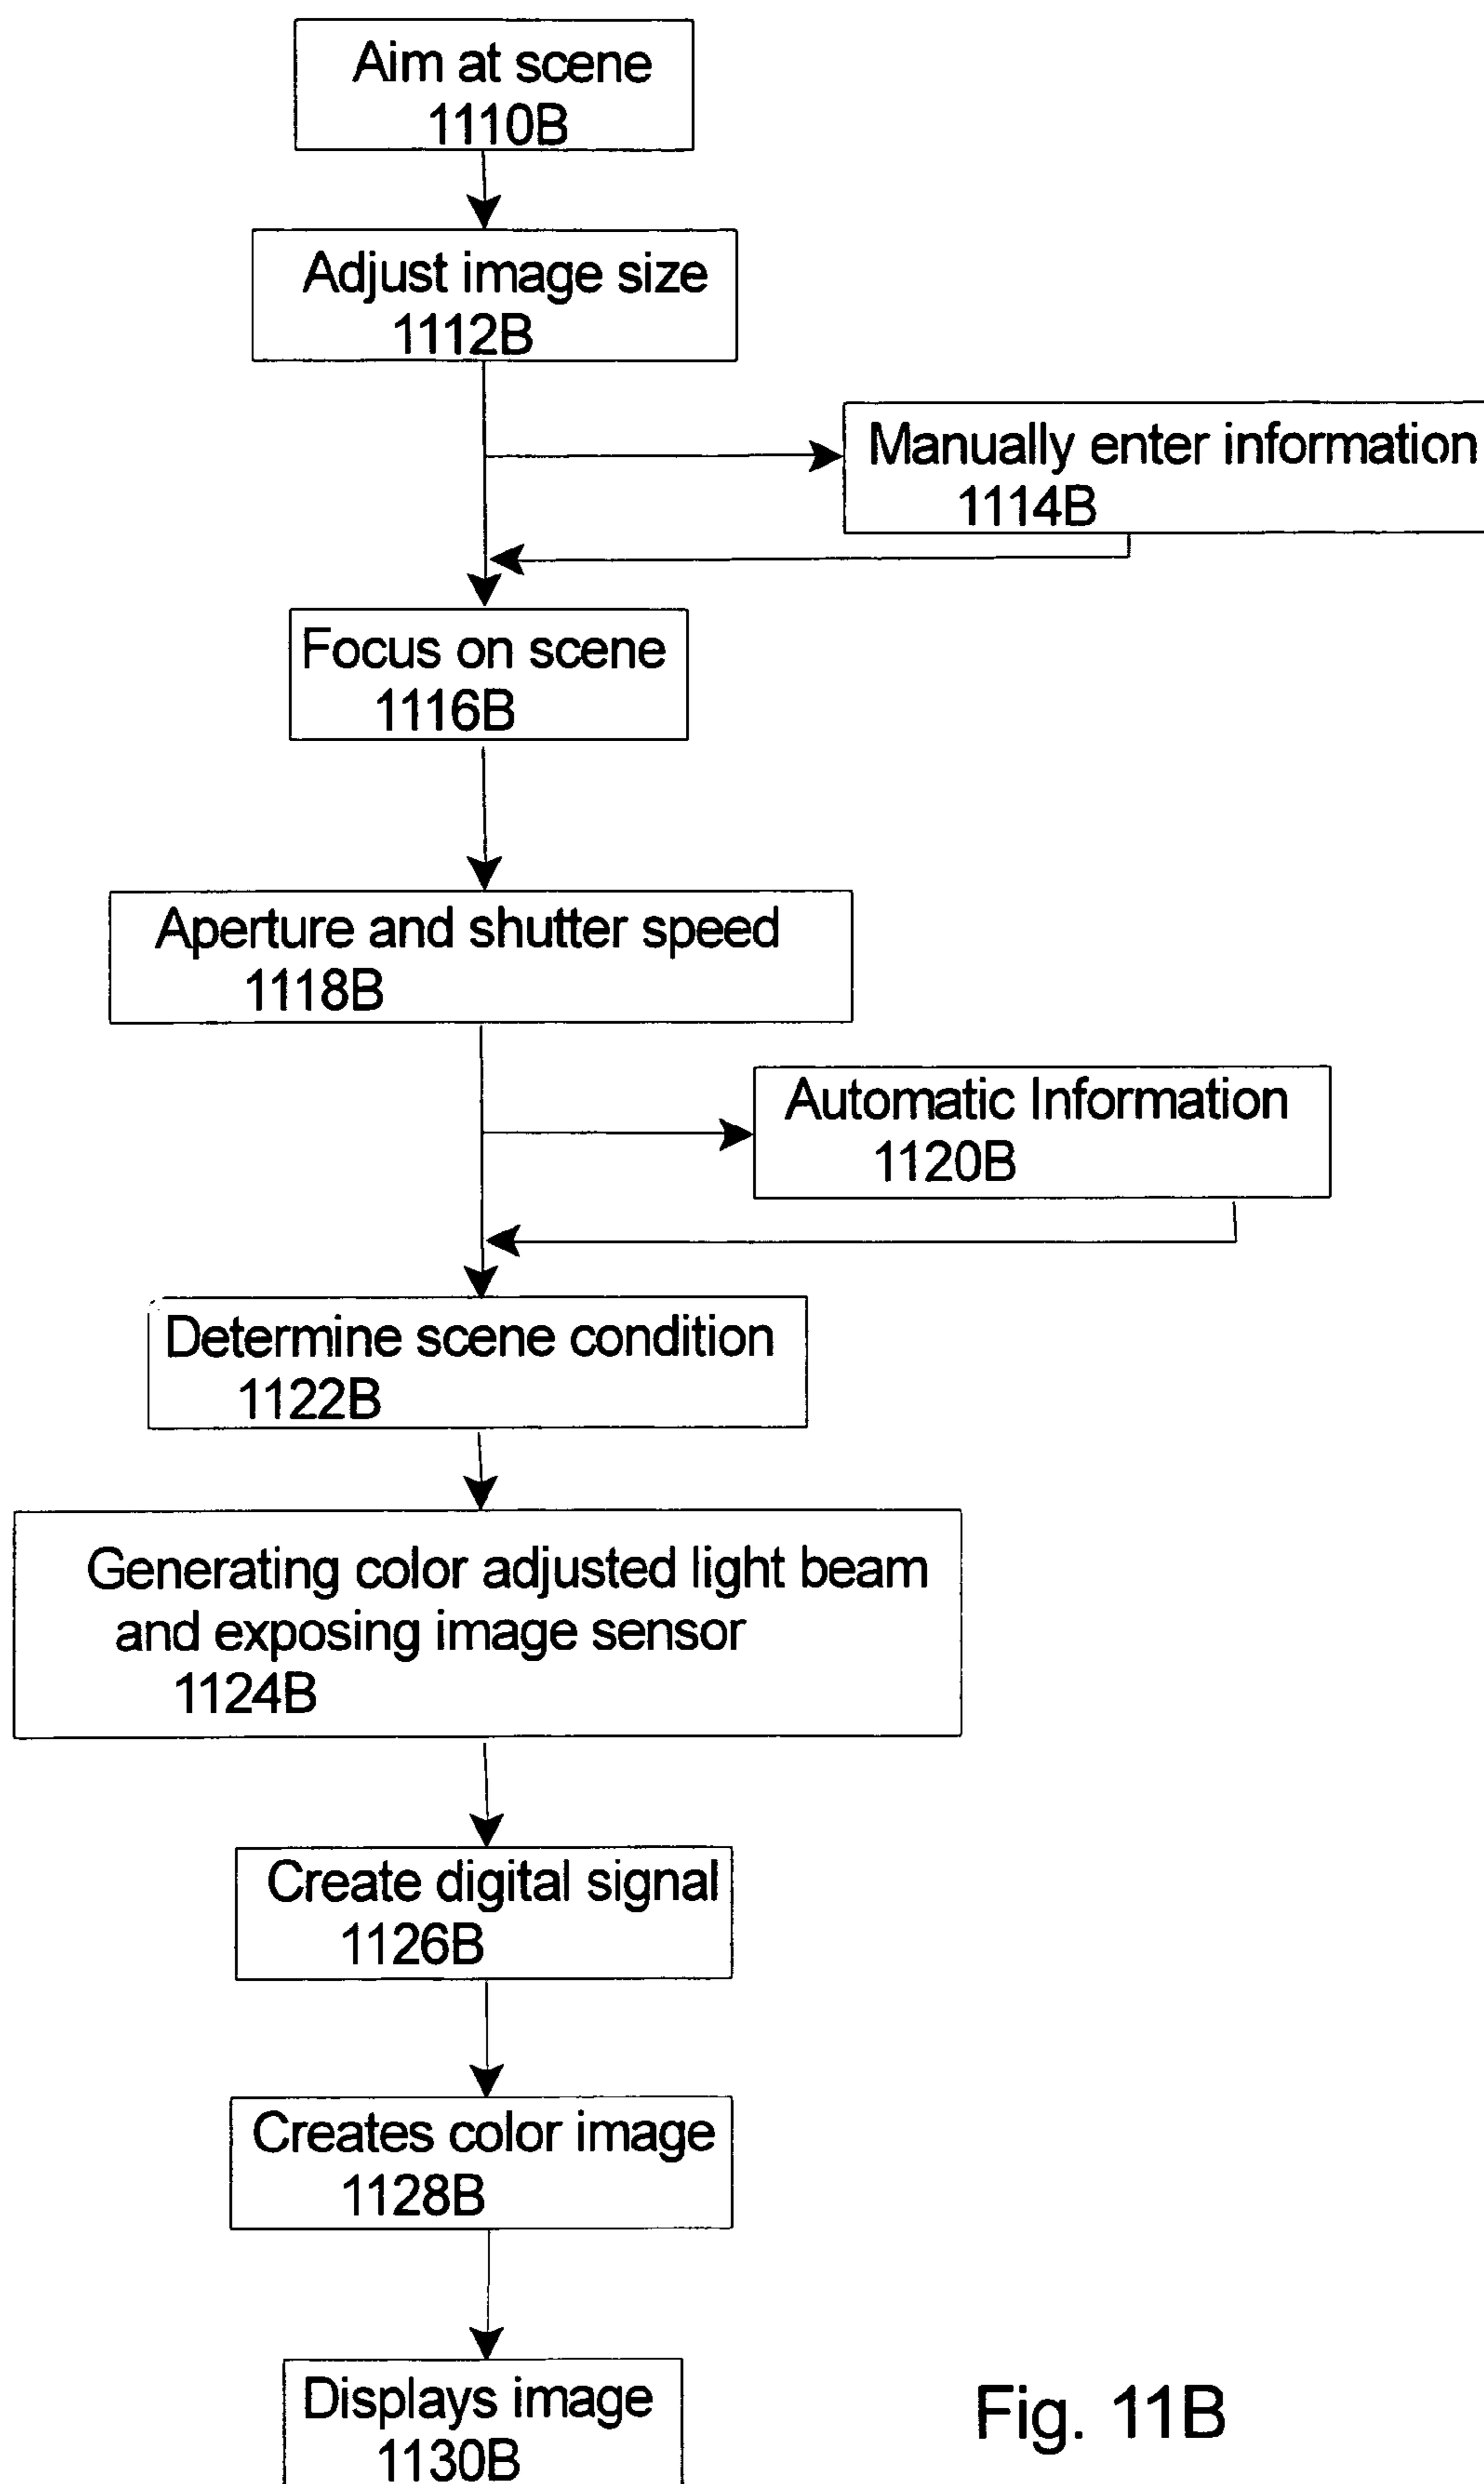 Aim at scene
1110B
Adjust image size
1112B
Manually enter information
1114B
Focus on scene
1116B
Aperture and shutter speed
1118B
Automatic Information
1120B
Determine scene condition
1122B
Generating color adjusted light beam
and exposing image sensor
1124B
Create digital signal
1126B
Creates color image
1128B
Displays image
1130B
Fig. 11B